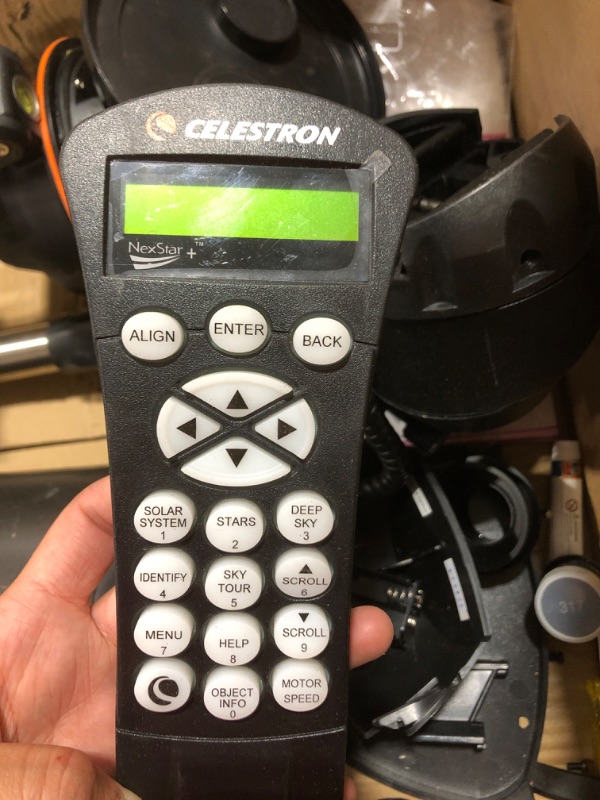 CELESTRON
NexStar+™
ALIGN
ENTER
BACK
SOLAR
SYSTEM
1
STARS
2
DEEP
SKY
3
IDENTIFY
4
SKY
TOUR
5
SCROLL
6
MENU
7
HELP
8
SCROLL
9
OBJECT
INFO
0
MOTOR
SPEED
317